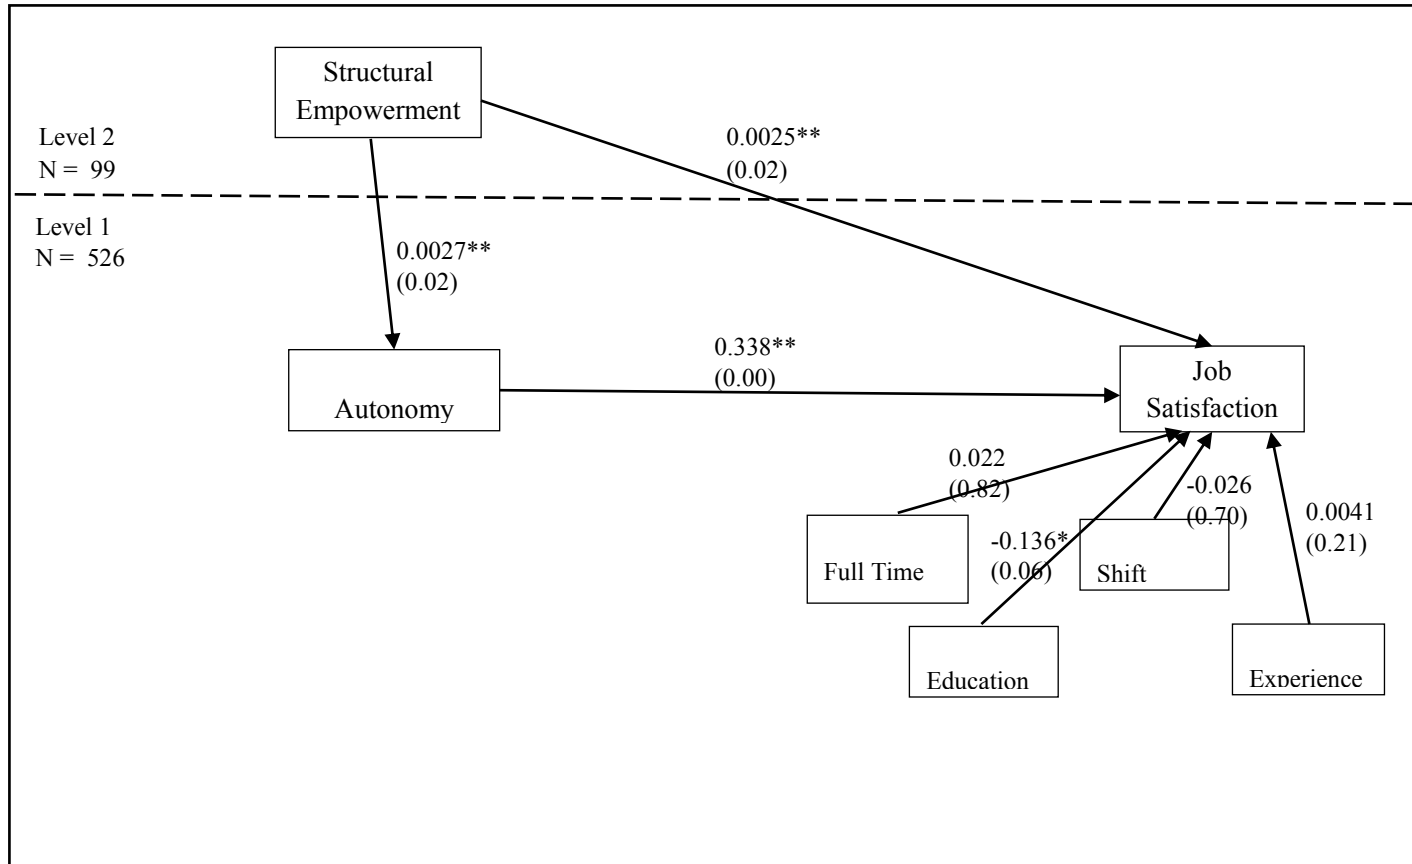 Structural
Empowerment
Level 2
N = 99
0.0025**
(0.02)
Level 1
N = 526
0.0027**
(0.02)
Autonomy
0.338**
(0.00)
Job
Satisfaction
0.022
(0.82)
-0.026
(0.70)
0.0041
(0.21)
-0.136*
(0.06)
Full Time
Shift
Education
Experience